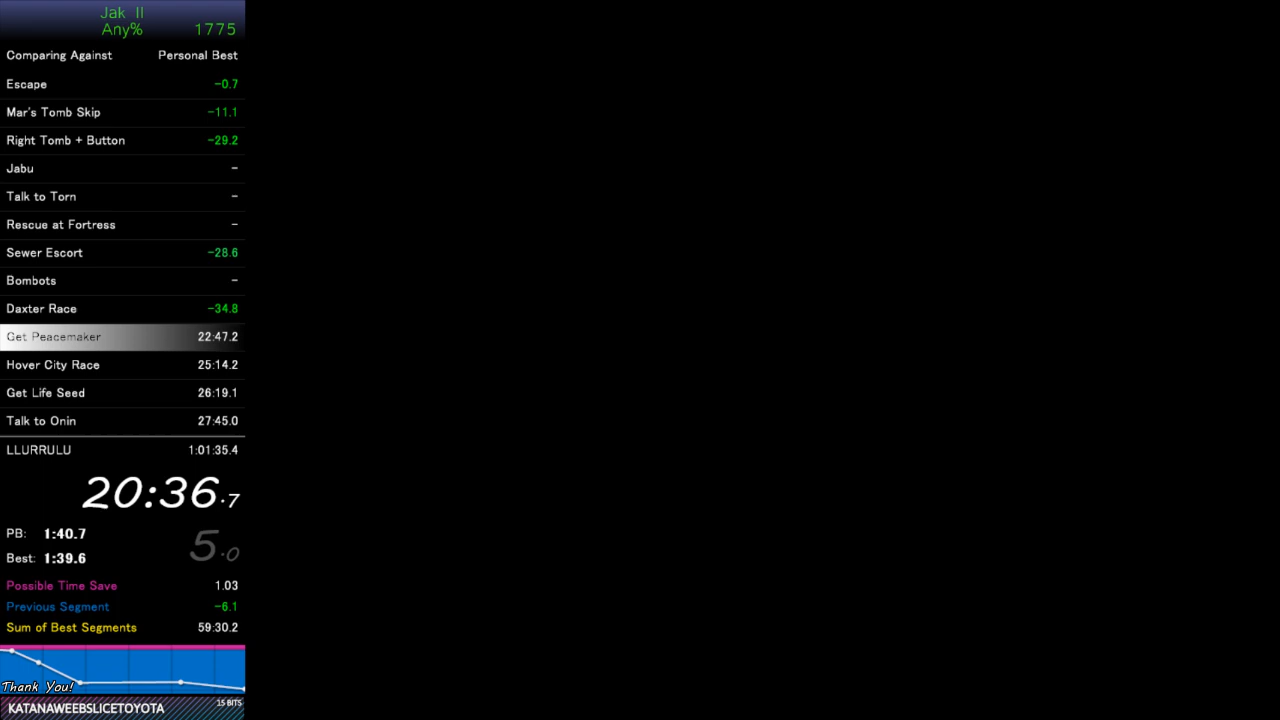 Jak II
Any% 1775
Comparing Against Personal Best
Escape -0.7
Mar's Tomb Skip -11.1
Right Tomb + Button -29.2
Jabu -
Talk to Torn -
Rescue at Fortress -
Sewer Escort -28.6
Bombots -
Daxter Race -34.8
Get Peacemaker 22:47.2
Hover City Race 25:14.2
Get Life Seed 26:19.1
Talk to Onin 27:45.0
LLURRULU 1:01:35.4
20:36.7
PB: 1:40.7
5.0
Best: 1:39.6
Possible Time Save 1.03
Previous Segment -6.1
Sum of Best Segments 59:30.2
Thank You!
KATANAWEEBSLICETOYOTA 15 BITS